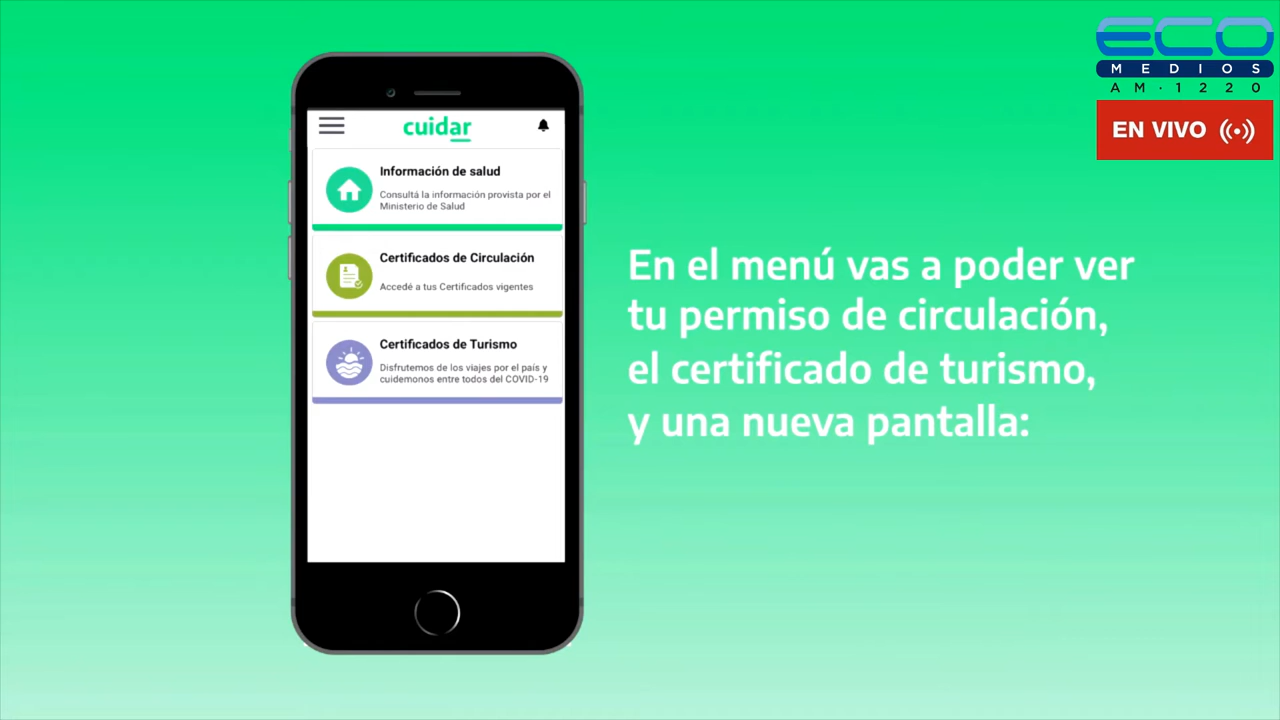 ECO
MEDIOS
AM·1220
EN VIVO
cuidar
Información de salud
Consultá la información provista por el
Ministerio de Salud
Certificados de Circulación
Accedé a tus Certificados vigentes
Certificados de Turismo
Disfrutemos de los viajes por el país y
cuidemonos entre todos del COVID-19
En el menú vas a poder ver
tu permiso de circulación,
el certificado de turismo,
y una nueva pantalla: